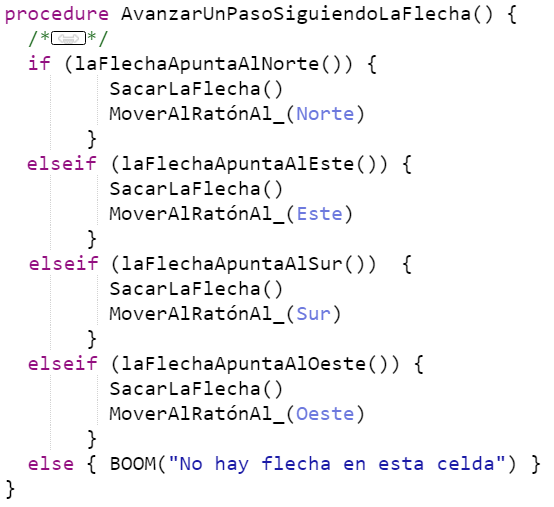 procedure AvanzarUnPasoSiguiendoLaFlecha() {
/* */
if (laFlechaApuntaAlNorte()) {
SacarLaFlecha()
MoverAlRatónAl_(Norte)
}
elseif (laFlechaApuntaAlEste()) {
SacarLaFlecha()
MoverAlRatónAl_(Este)
}
elseif (laFlechaApuntaAlSur()) {
SacarLaFlecha()
MoverAlRatónAl_(Sur)
}
elseif (laFlechaApuntaAlOeste()) {
SacarLaFlecha()
MoverAlRatónAl_(Oeste)
}
else { BOOM("No hay flecha en esta celda") }
}